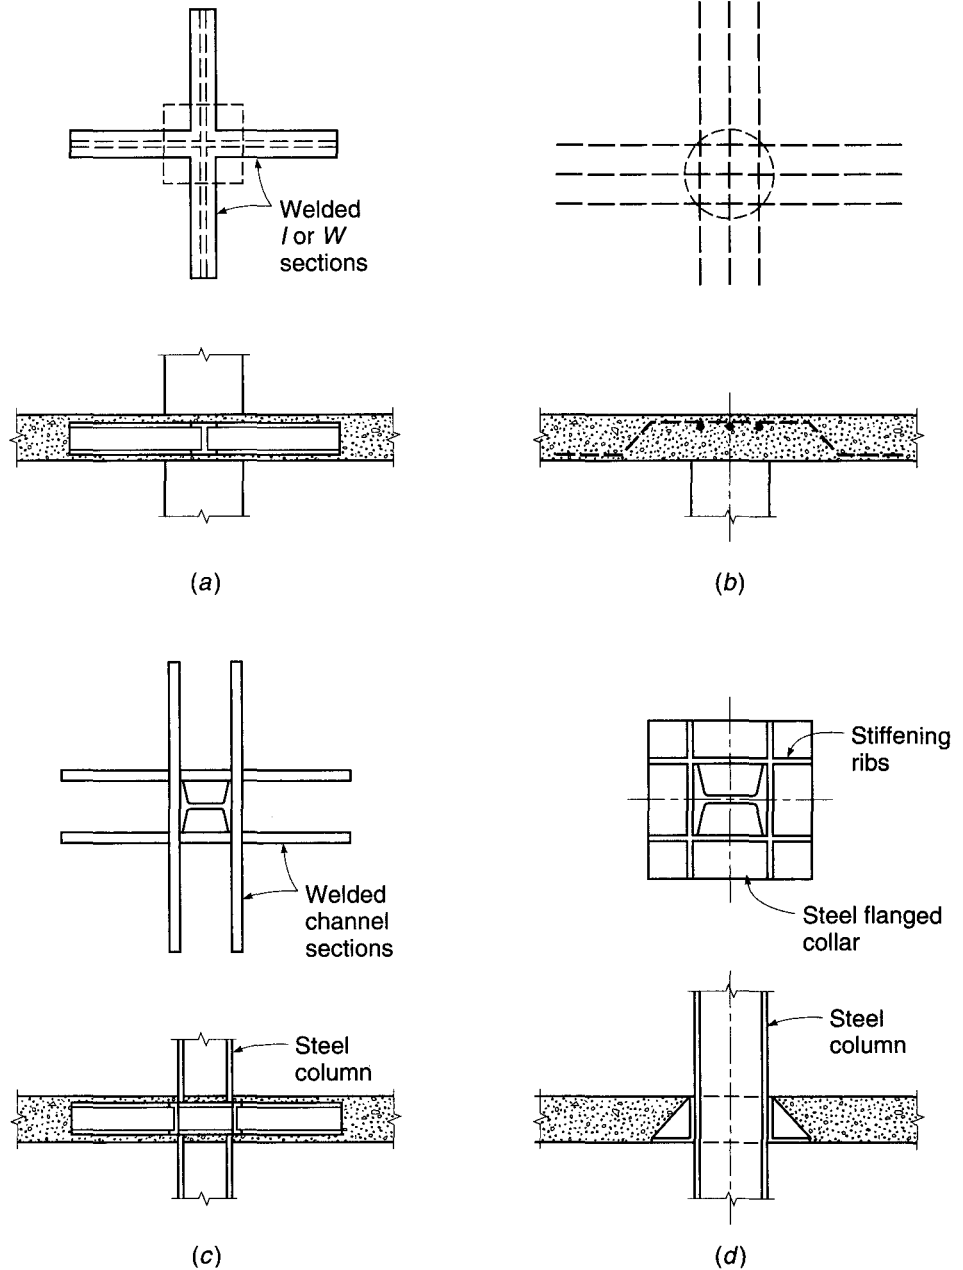 Welded
I or W
sections
(a)
(b)
Welded
channel
sections
Stiffening
ribs
Steel flanged
collar
Steel
column
Steel
column
(c)
(d)